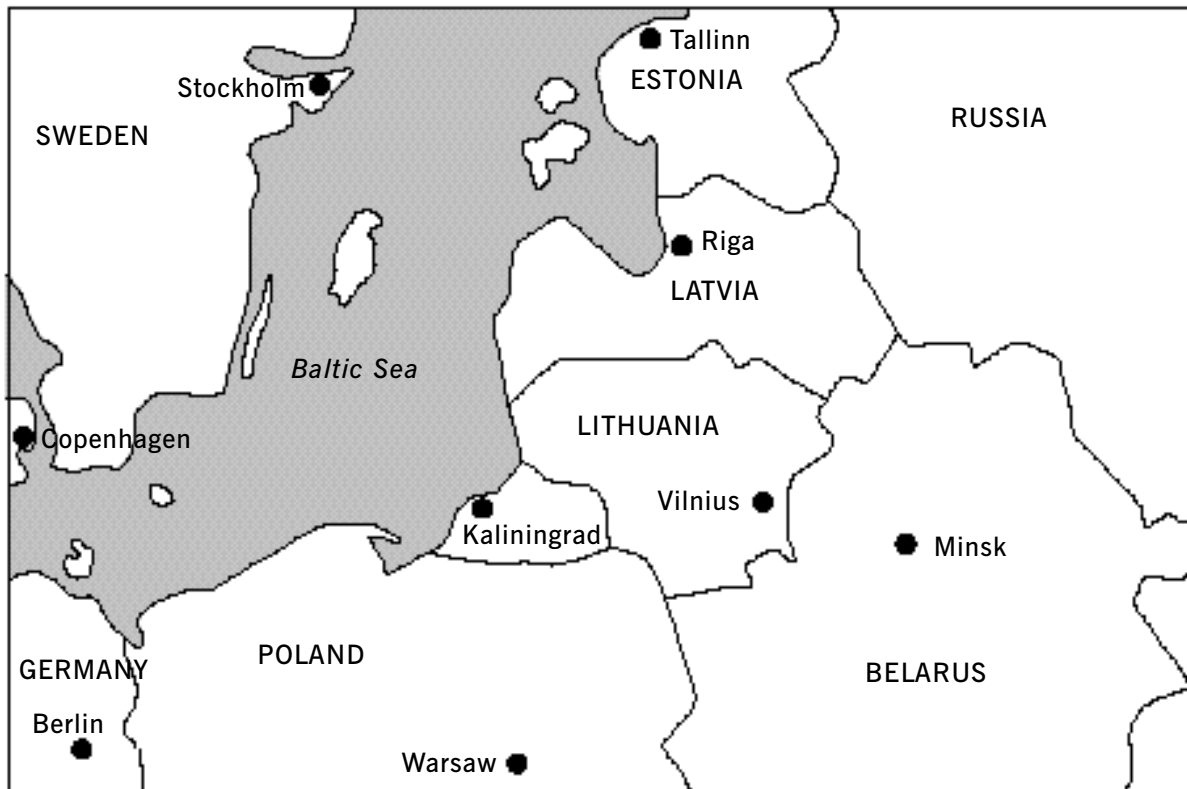 Tallinn
ESTONIA
Stockholm
SWEDEN
RUSSIA
Riga
LATVIA
Baltic Sea
LITHUANIA
Copenhagen
Vilnius
Kaliningrad
Minsk
POLAND
GERMANY
BELARUS
Berlin
Warsaw